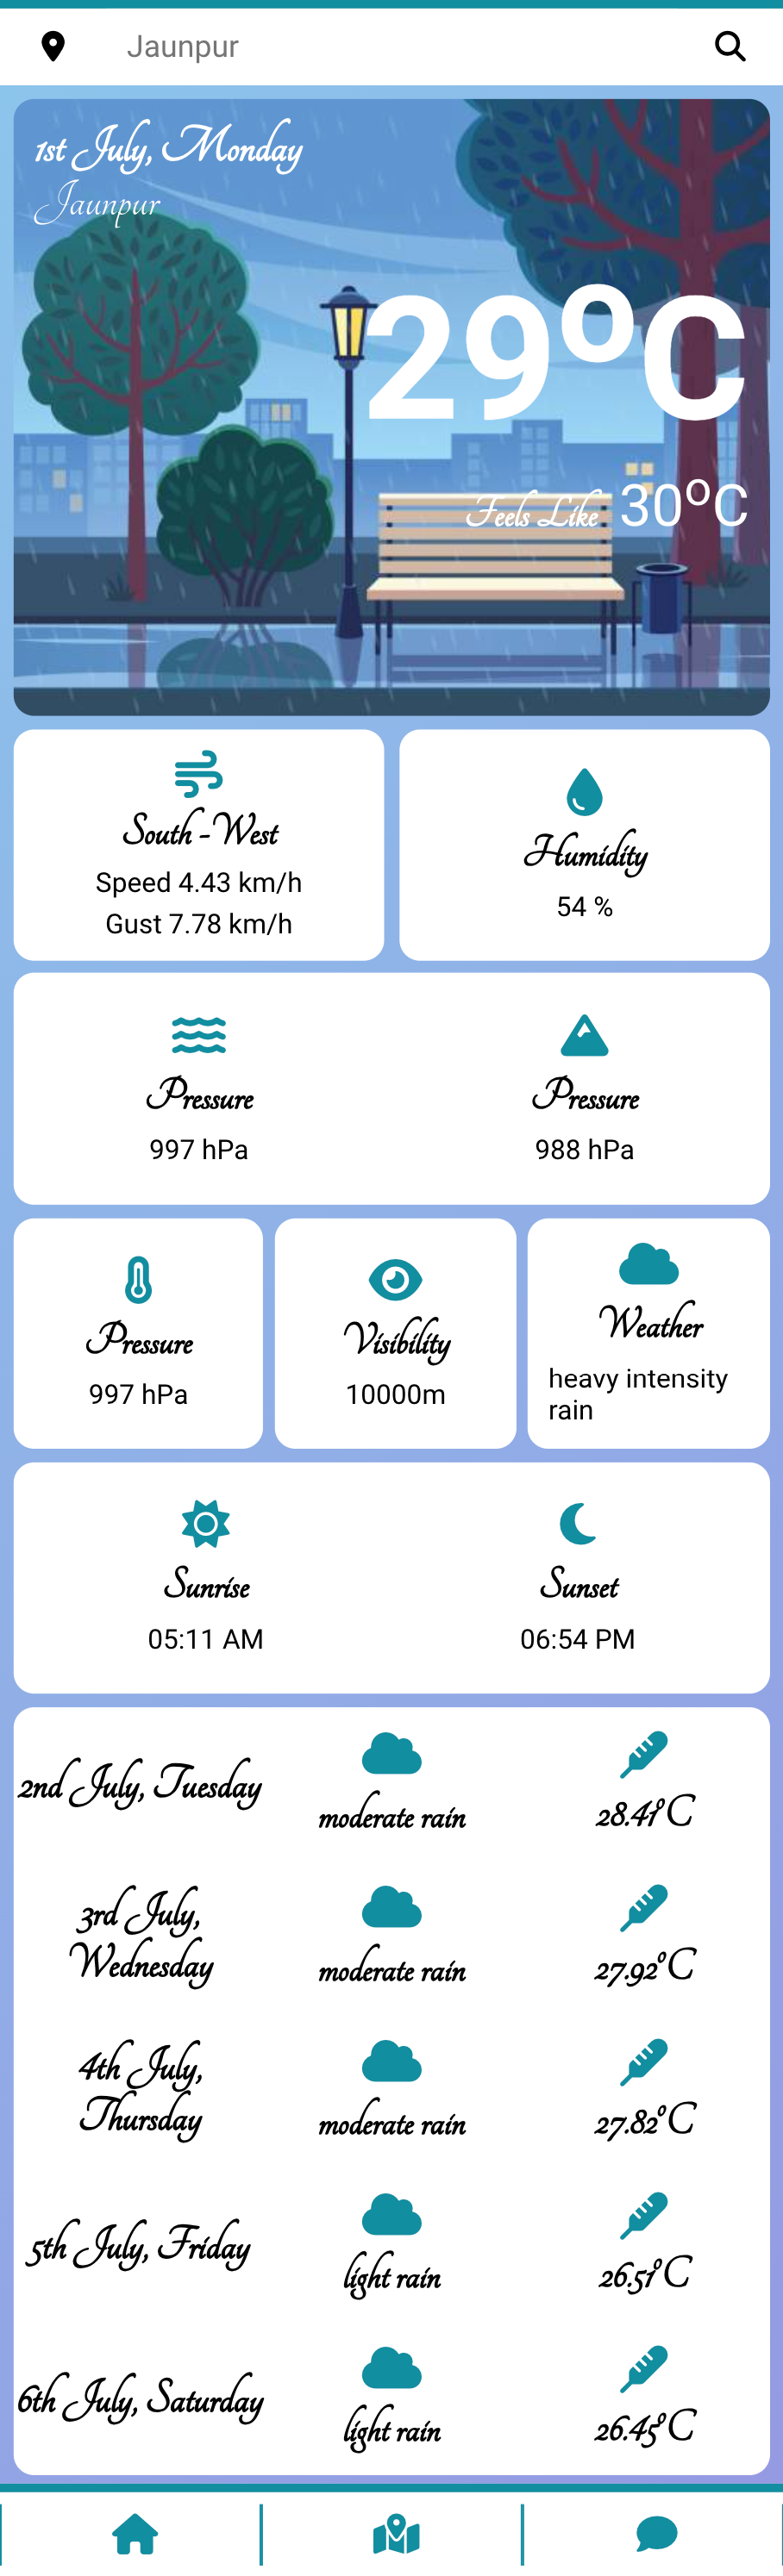 Jaunpur
1st July, Monday
Jaunpur
29°C
Feels Like 30°C
South - West
Speed 4.43 km/h
Gust 7.78 km/h
Humidity
54 %
Pressure
997 hPa
Pressure
988 hPa
Pressure
997 hPa
Visibility
10000m
Weather
heavy intensity
rain
Sunrise
05:11 AM
Sunset
06:54 PM
2nd July, Tuesday
moderate rain
28.41°C
3rd July,
Wednesday
moderate rain
27.92°C
4th July,
Thursday
moderate rain
27.82°C
5th July, Friday
light rain
26.51°C
6th July, Saturday
light rain
26.45°C